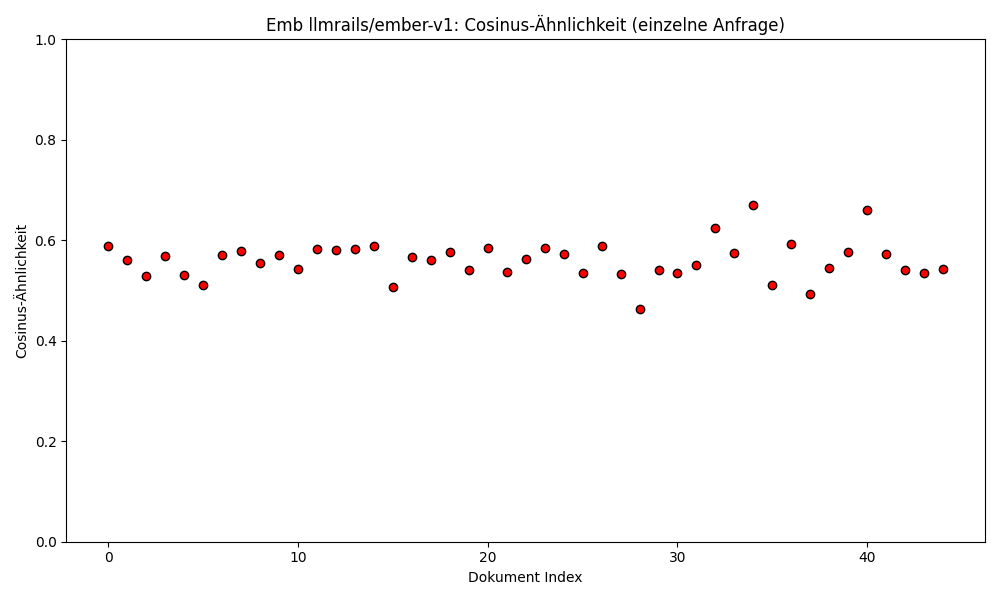 Emb llmrails/ember-v1: Cosinus-Ähnlichkeit (einzelne Anfrage)
Cosinus-Ähnlichkeit
1.0
0.8
0.6
0.4
0.2
0.0
0 10 20 30 40
Dokument Index